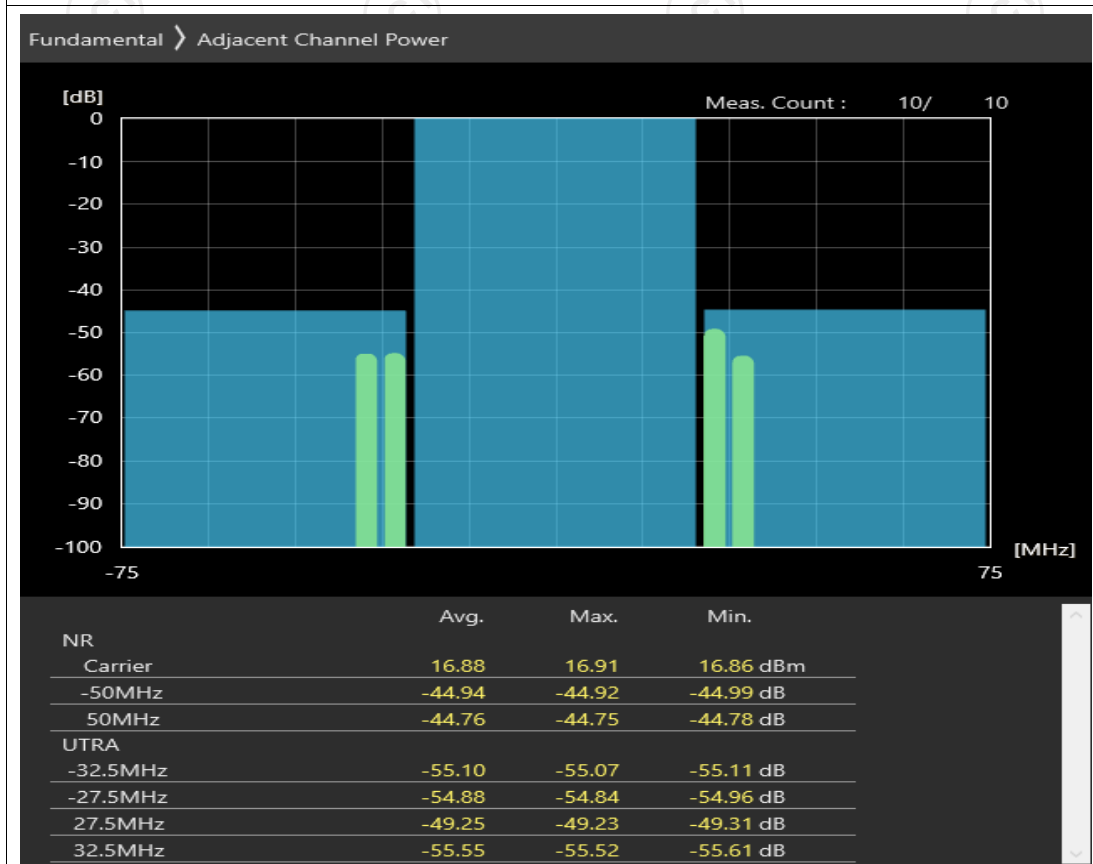 Fundamental 〉 Adjacent Channel Power
[dB]
Meas. Count : 10/ 10
0
-10
-20
-30
-40
-50
-60
-70
-80
-90
-100
[MHz]
-75 75
Avg. Max. Min.
NR
Carrier 16.88 16.91 16.86 dBm
-50MHz -44.94 -44.92 -44.99 dB
50MHz -44.76 -44.75 -44.78 dB
UTRA
-32.5MHz -55.10 -55.07 -55.11 dB
-27.5MHz -54.88 -54.84 -54.96 dB
27.5MHz -49.25 -49.23 -49.31 dB
32.5MHz -55.55 -55.52 -55.61 dB